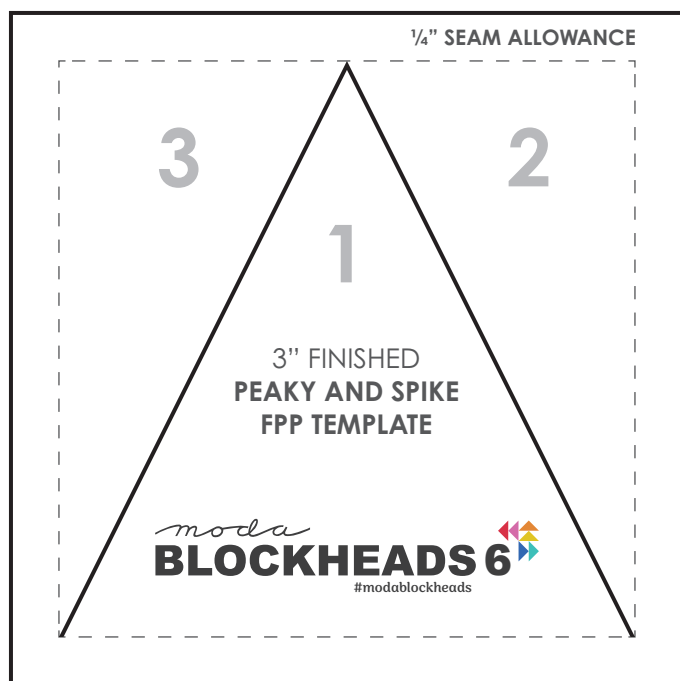 ¼” SEAM ALLOWANCE
3
2
1
3” FINISHED
PEAKY AND SPIKE
FPP TEMPLATE
moda
BLOCKHEADS 6
#modablockheads